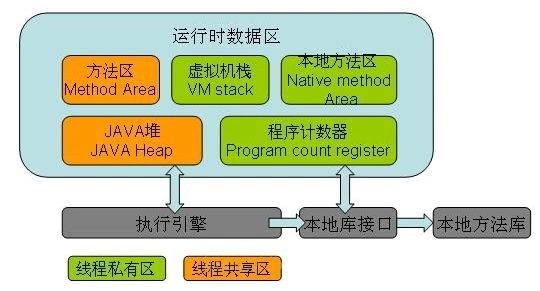 运行时数据区
方法区
Method Area
虚拟机栈
VM stack
本地方法区
Native method
Area
JAVA堆
JAVA Heap
程序计数器
Program count register
执行引擎
本地库接口
本地方法库
线程私有区
线程共享区